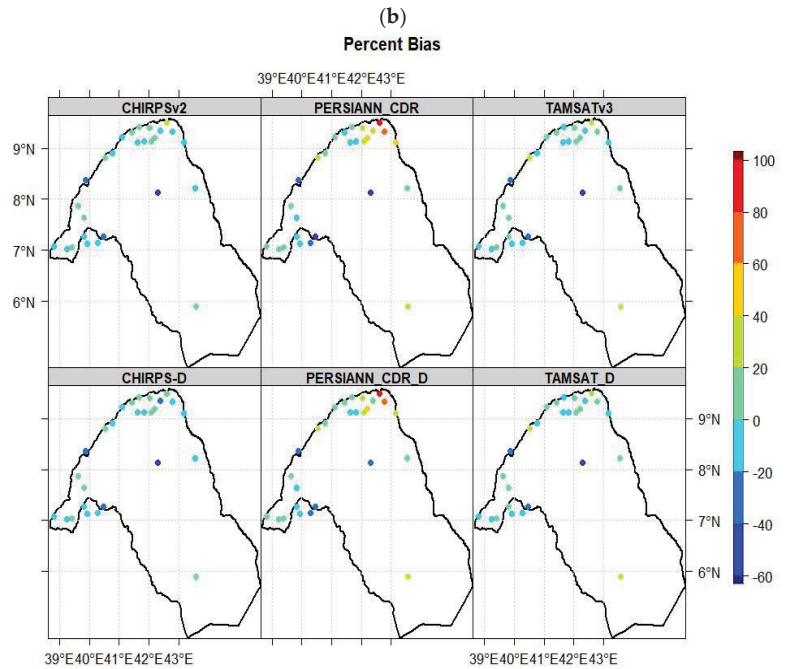 (b)
Percent Bias
39°E40°E41°E42°E43°E
CHIRPSv2 PERSIANN_CDR TAMSATv3
9°N
8°N
7°N
6°N
CHIRPS-D PERSIANN_CDR_D TAMSAT_D
9°N
8°N
7°N
6°N
39°E40°E41°E42°E43°E 39°E40°E41°E42°E43°E
100
80
60
40
20
0
-20
-40
-60